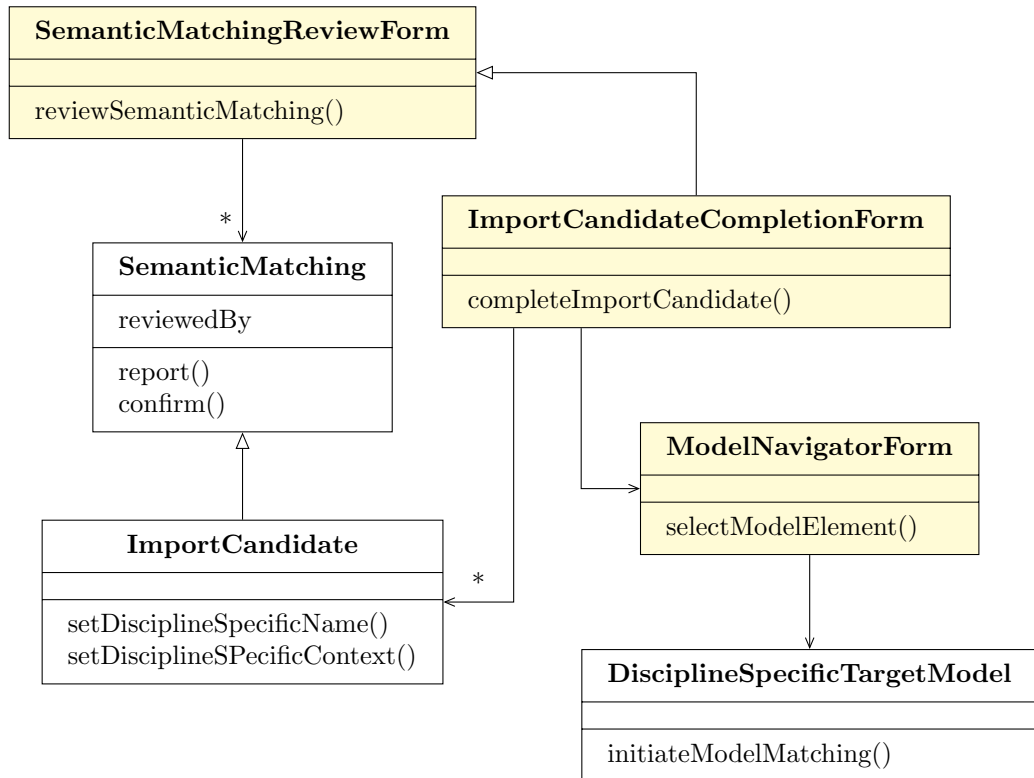 SemanticMatchingReviewForm
reviewSemanticMatching()
*
SemanticMatching
reviewedBy
report()
confirm()
ImportCandidateCompletionForm
completeImportCandidate()
ModelNavigatorForm
selectModelElement()
ImportCandidate
setDisciplineSpecificName()
setDisciplineSPecificContext()
*
DisciplineSpecificTargetModel
initiateModelMatching()